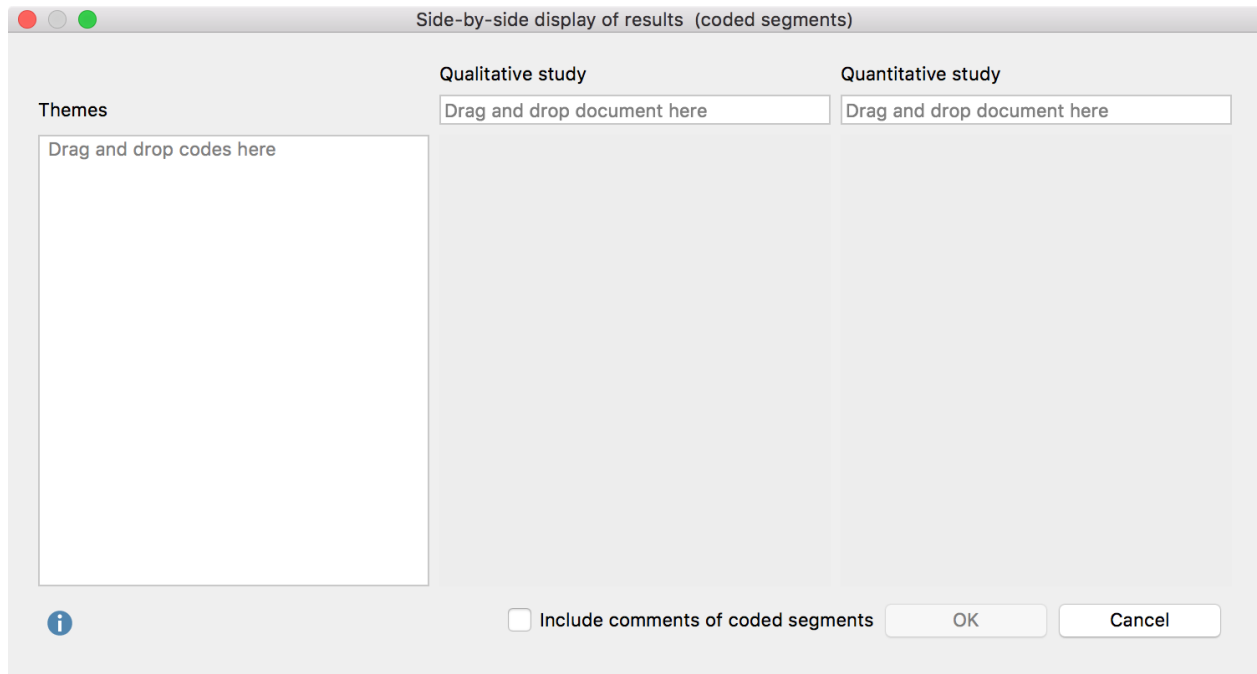 Side-by-side display of results (coded segments)
Qualitative study
Quantitative study
Themes
Drag and drop document here
Drag and drop document here
Drag and drop codes here
Include comments of coded segments
OK
Cancel